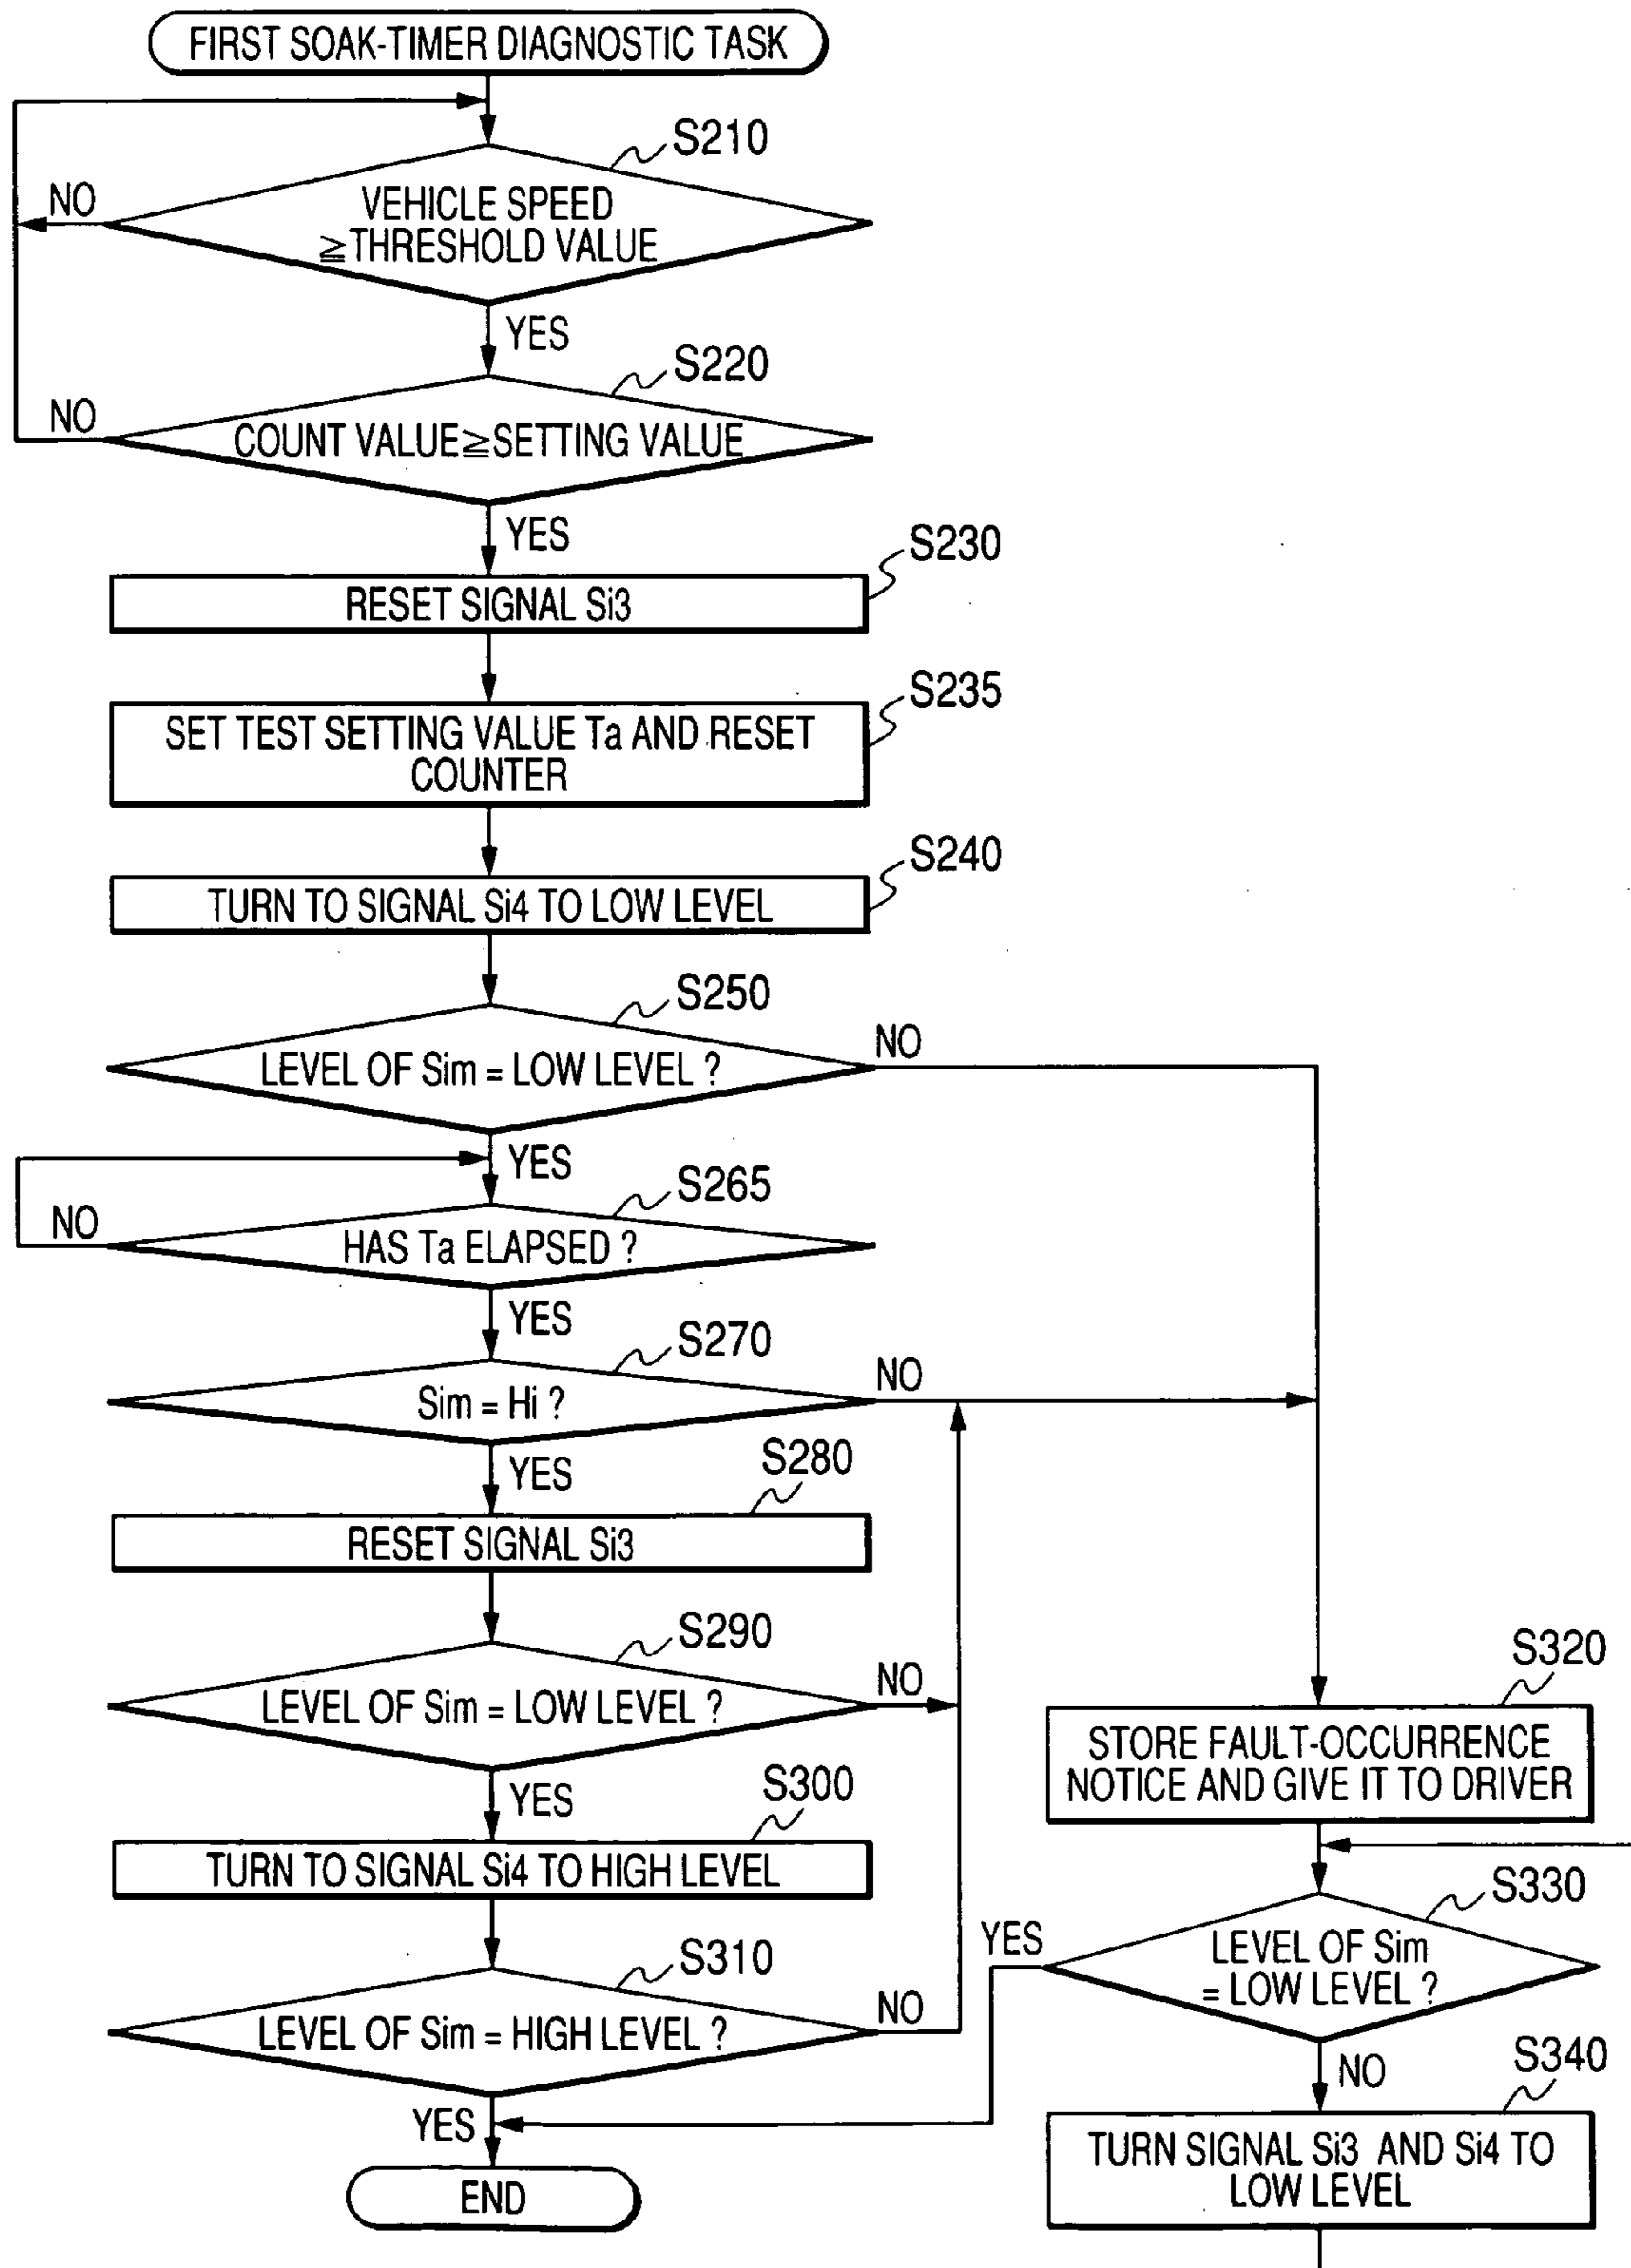 FIRST SOAK-TIMER DIAGNOSTIC TASK
S210
NO
VEHICLE SPEED
≧THRESHOLD VALUE
YES
S220
NO
COUNT VALUE≧SETTING VALUE
YES
S230
RESET SIGNAL Si3
S235
SET TEST SETTING VALUE Ta AND RESET
COUNTER
S240
TURN TO SIGNAL Si4 TO LOW LEVEL
S250
NO
LEVEL OF Sim = LOW LEVEL ?
YES
S265
NO
HAS Ta ELAPSED ?
YES
S270
NO
Sim = Hi ?
YES
S280
RESET SIGNAL Si3
S290
NO
LEVEL OF Sim = LOW LEVEL ?
YES
S300
TURN TO SIGNAL Si4 TO HIGH LEVEL
S310
NO
LEVEL OF Sim = HIGH LEVEL ?
YES
END
S320
STORE FAULT-OCCURRENCE
NOTICE AND GIVE IT TO DRIVER
S330
YES
LEVEL OF Sim
= LOW LEVEL ?
NO
S340
TURN SIGNAL Si3 AND Si4 TO
LOW LEVEL